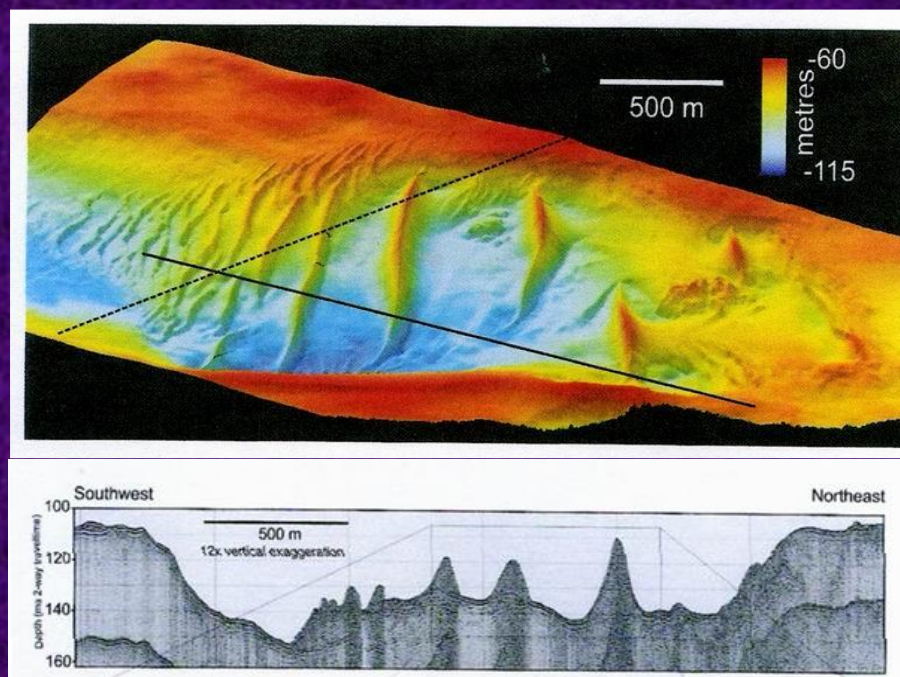 -60
metres
-115
500 m
Southwest
Northeast
100
120
140
160
Depth (ms 2-way traveltime)
500 m
12x vertical exaggeration